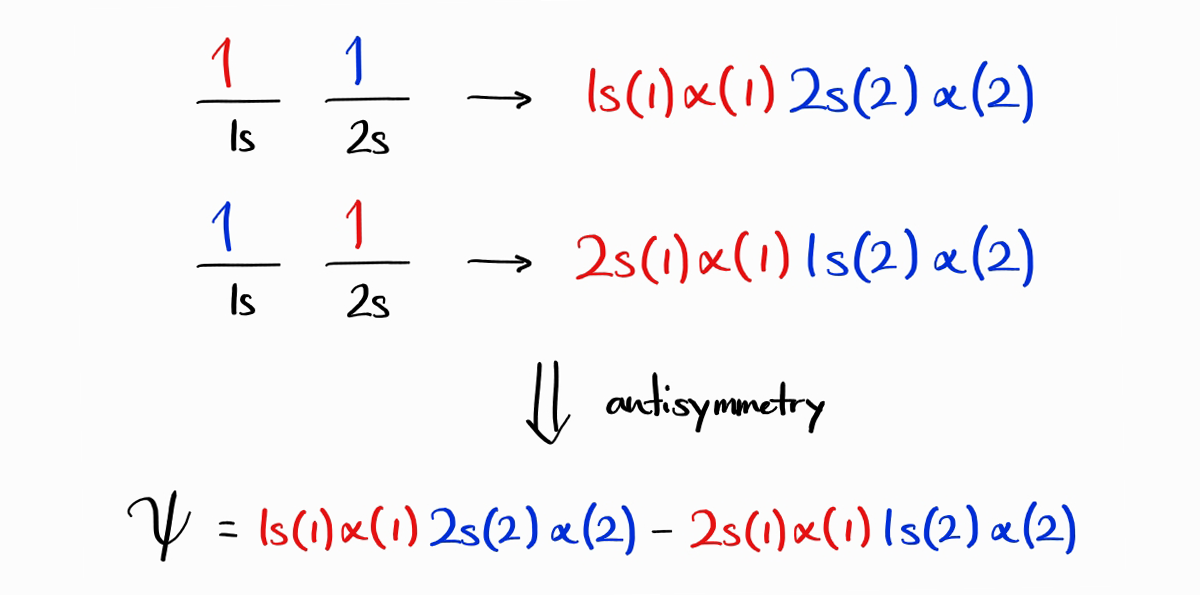 1 1 → 1s(1)α(1) 2s(2)α(2)
1s 2s
1 1 → 2s(1)α(1) 1s(2)α(2)
1s 2s
⇓ antisymmetry
ψ = 1s(1)α(1) 2s(2)α(2) − 2s(1)α(1) 1s(2)α(2)